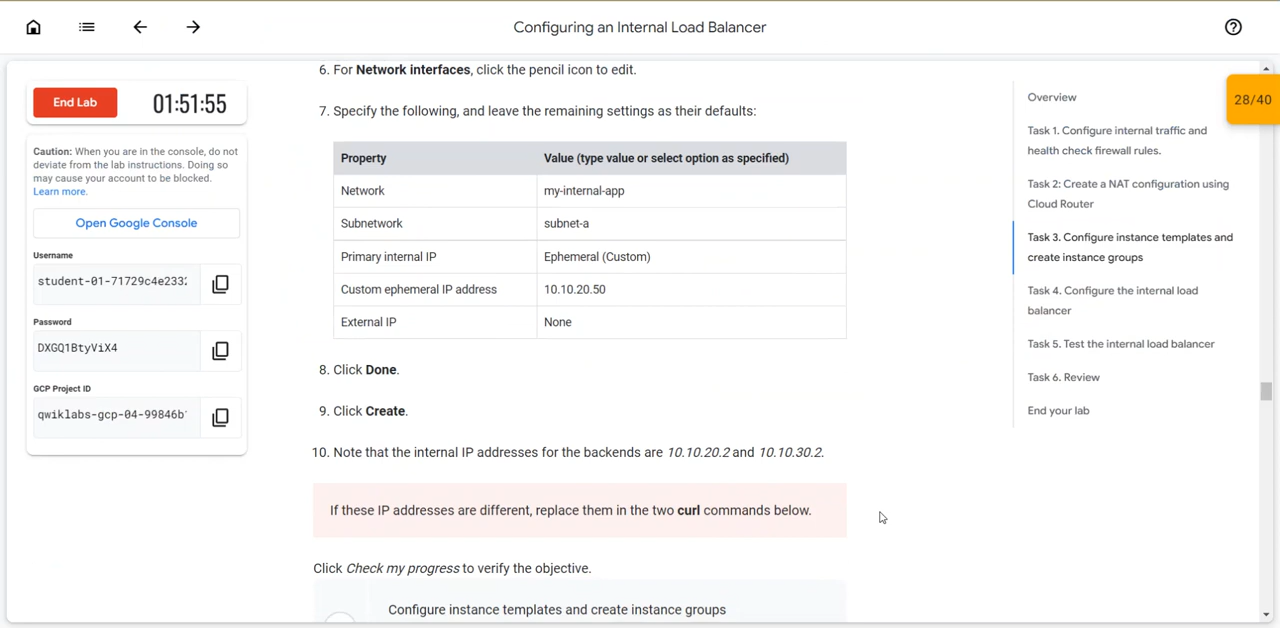 Configuring an Internal Load Balancer
6. For Network interfaces, click the pencil icon to edit.
End Lab
01:51:55
28/40
Overview
7. Specify the following, and leave the remaining settings as their defaults:
Task 1. Configure internal traffic and
health check firewall rules.
Caution: When you are in the console, do not
deviate from the lab instructions. Doing so
may cause your account to be blocked.
Learn more.
Property Value (type value or select option as specified)
Network my-internal-app
Task 2: Create a NAT configuration using
Cloud Router
Open Google Console
Subnetwork subnet-a
Task 3. Configure instance templates and
create instance groups
Username
student-01-71729c4e233
Primary internal IP Ephemeral (Custom)
Custom ephemeral IP address 10.10.20.50
Task 4. Configure the internal load
balancer
Password
DXGQ1BtyViX4
External IP None
Task 5. Test the internal load balancer
8. Click Done.
Task 6. Review
GCP Project ID
qwiklabs-gcp-04-99846b
9. Click Create.
End your lab
10. Note that the internal IP addresses for the backends are 10.10.20.2 and 10.10.30.2.
If these IP addresses are different, replace them in the two curl commands below.
Click Check my progress to verify the objective.
Configure instance templates and create instance groups